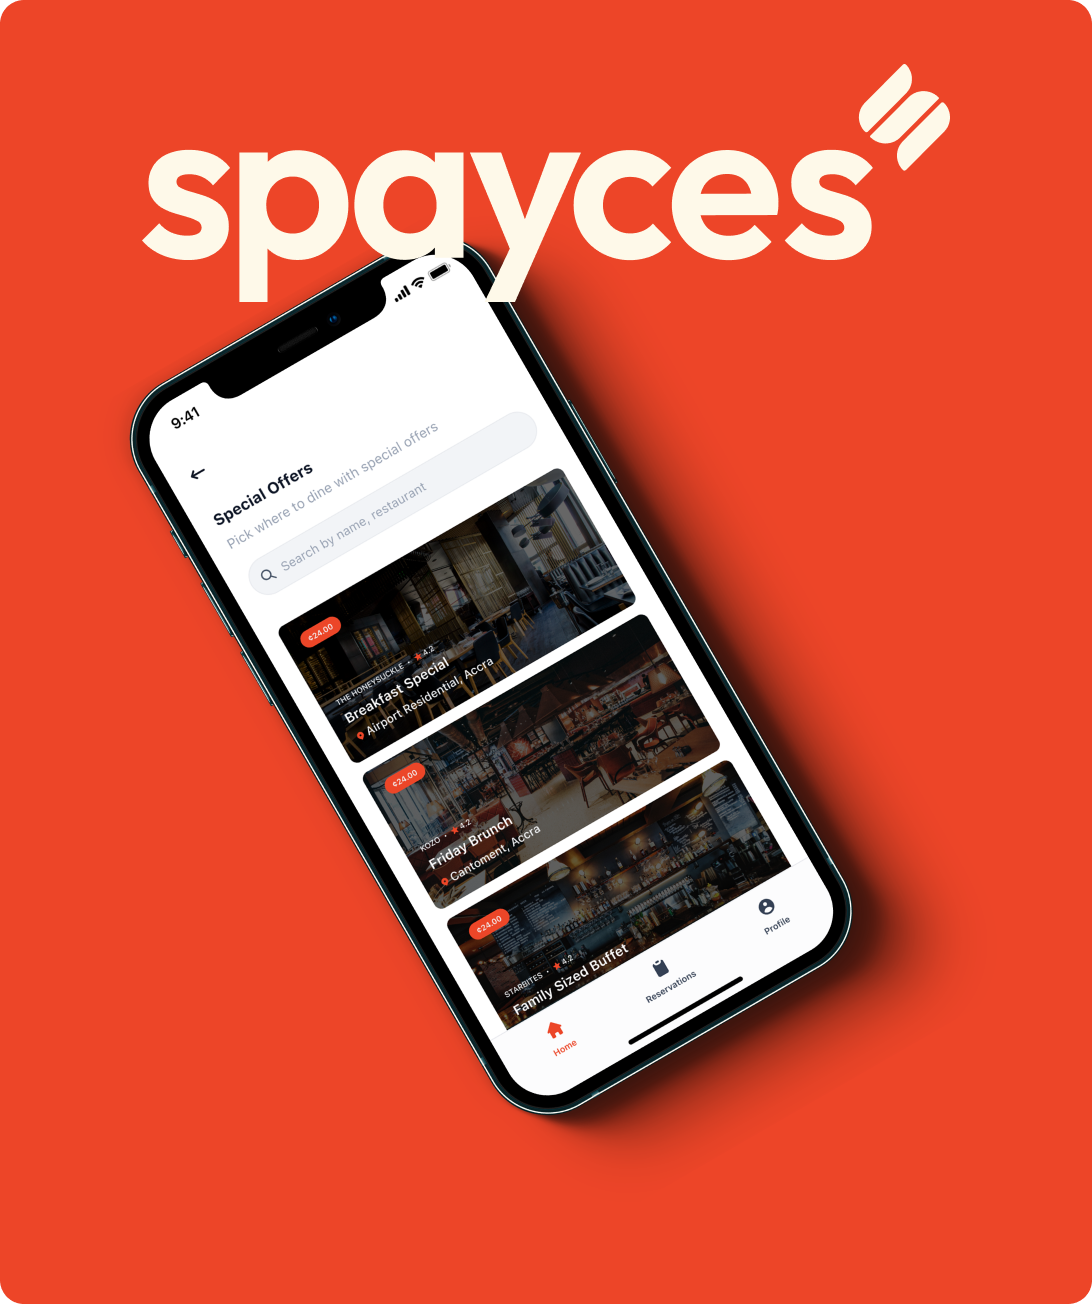 spayces
9:41
Special Offers
Pick where to dine with special offers
Search by name, restaurant
¢24.00
THE HONEYSUCKLE • 4.2
Breakfast Special
Airport Residential, Accra
¢24.00
KOZO • 4.2
Friday Brunch
Cantoment, Accra
¢24.00
STARBITES • 4.2
Family Sized Buffet
Home
Reservations
Profile